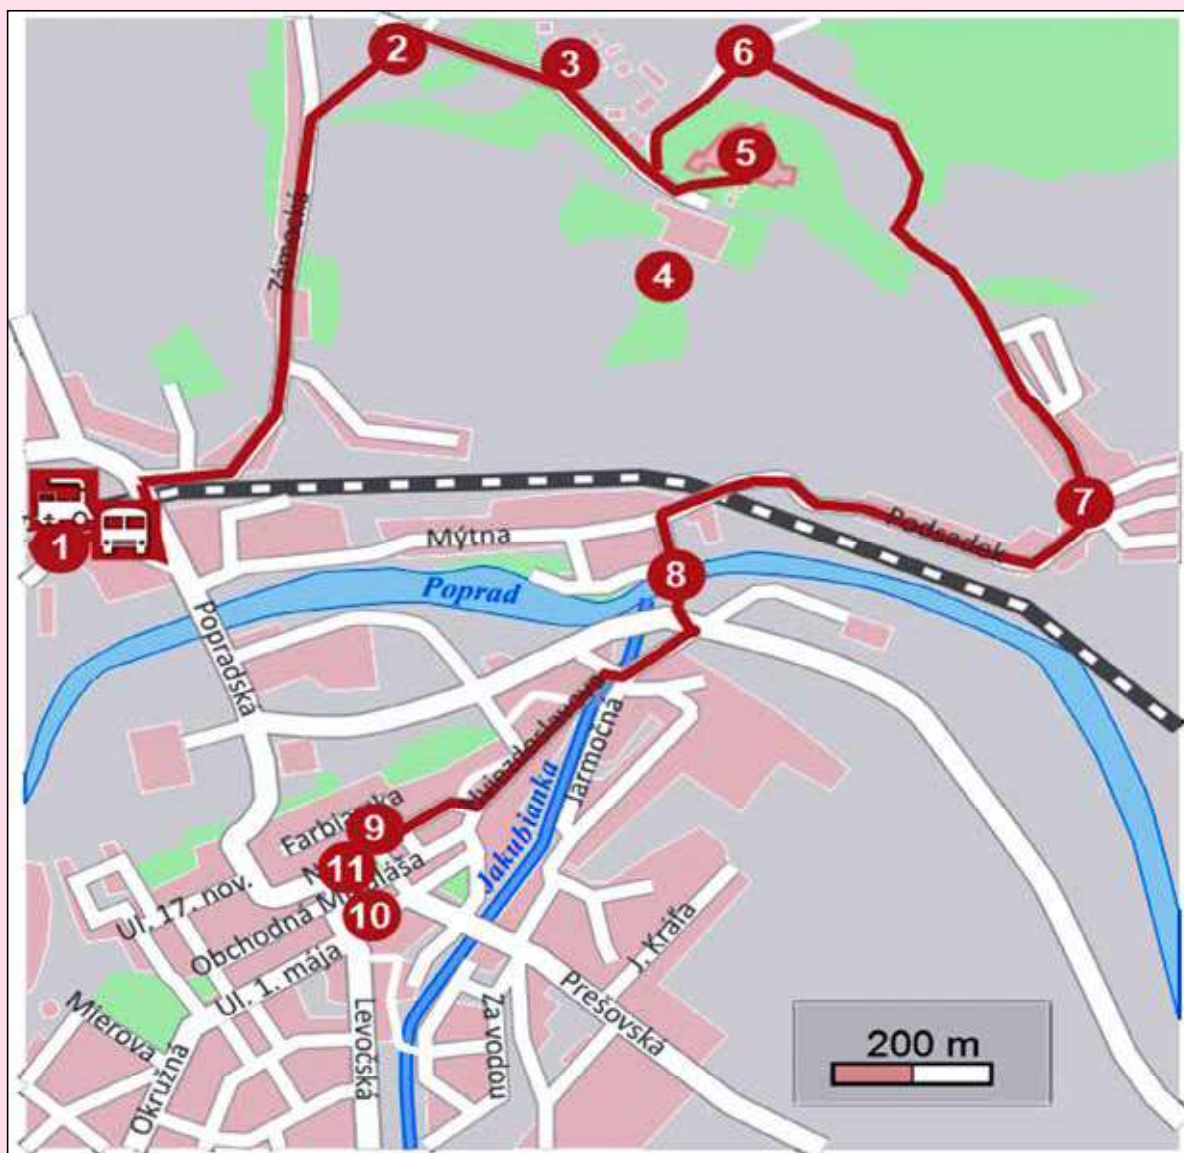 2
3
6
5
4
Zámocká
1
7
Podsadok
Mýtna
8
Poprad
Popradská
Hviezdoslavova
Jarmočná
Jakubianka
Farbiarska
9
11
10
Ul. 17. nov.
Obchodná
Ul. 1. mája
J. Kráľa
Prešovská
Za vodou
Levočská
Mierova
Okružná
200 m